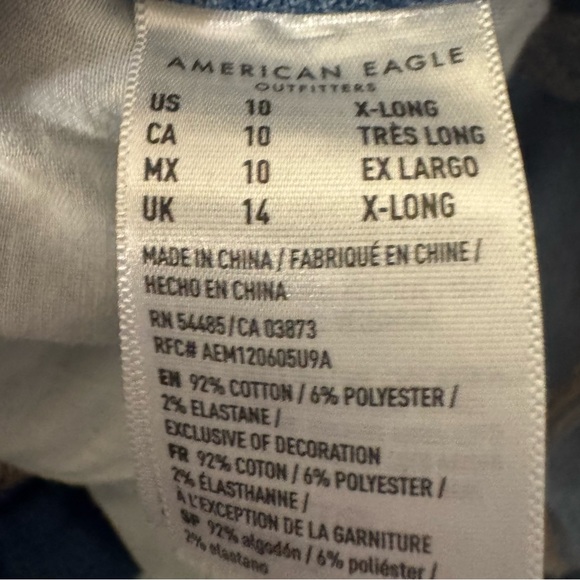 AMERICAN EAGLE
OUTFITTERS
US 10 X-LONG
CA 10 TRÈS LONG
MX 10 EX LARGO
UK 14 X-LONG
MADE IN CHINA / FABRIQUÉ EN CHINE /
HECHO EN CHINA
RN 54485/CA 03873
RFC# AEM120605U9A
EN 92% COTTON / 6% POLYESTER /
2% ELASTANE /
EXCLUSIVE OF DECORATION
FR 92% COTON / 6% POLYESTER /
2% ÉLASTHANNE /
À L'EXCEPTION DE LA GARNITURE
SP 92% algodón / 6% poliéster /
2% elastano